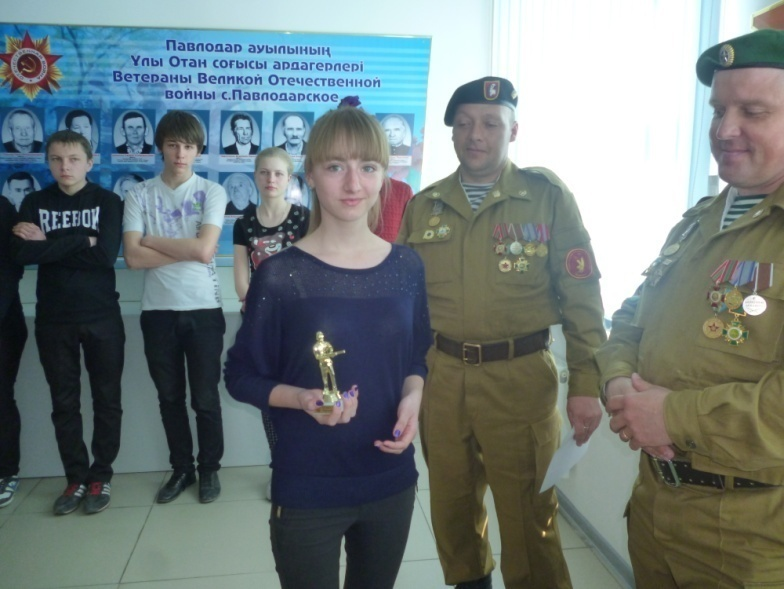 Павлодар ауылының
Ұлы Отан соғысы ардагерлері
Ветераны Великой Отечественной
войны с.Павлодарское
REEBOK